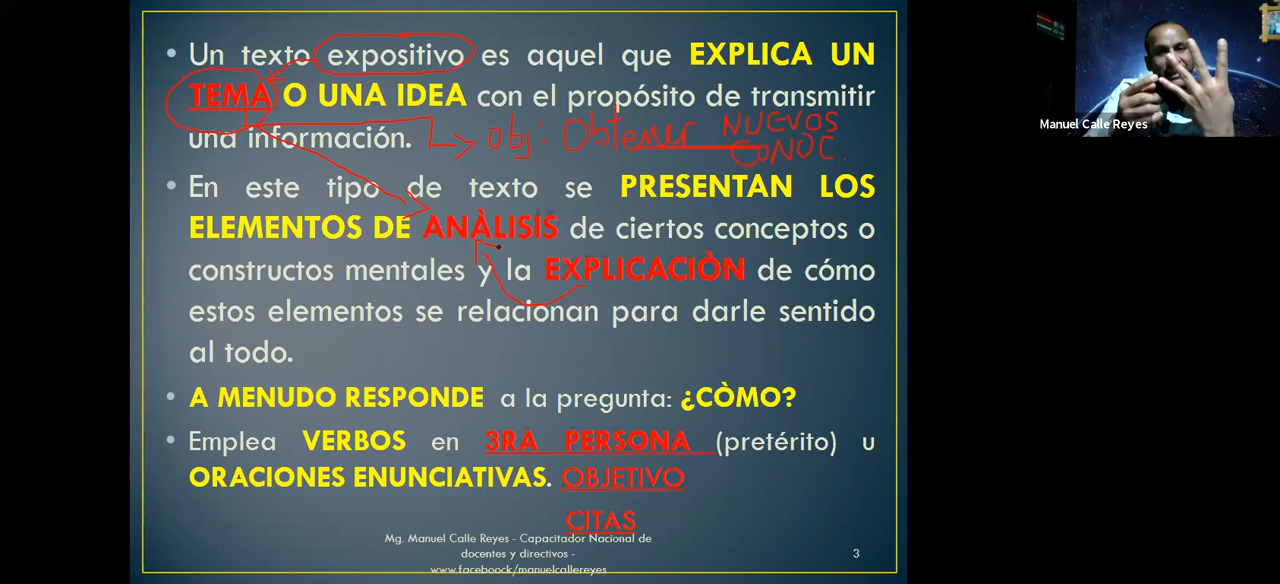 • Un texto expositivo es aquel que EXPLICA UN
TEMA O UNA IDEA con el propósito de transmitir
una información.
obj: Obtener NUEVOS
CONOC.
• En este tipo de texto se PRESENTAN LOS
ELEMENTOS DE ANÀLISIS de ciertos conceptos o
constructos mentales y la EXPLICACIÒN de cómo
estos elementos se relacionan para darle sentido
al todo.
• A MENUDO RESPONDE a la pregunta: ¿CÒMO?
• Emplea VERBOS en 3RA PERSONA (pretérito) u
ORACIONES ENUNCIATIVAS. OBJETIVO
CITAS
Mg. Manuel Calle Reyes - Capacitador Nacional de
docentes y directivos -
www.faceboock/manuelcallereyes
3
Manuel Calle Reyes